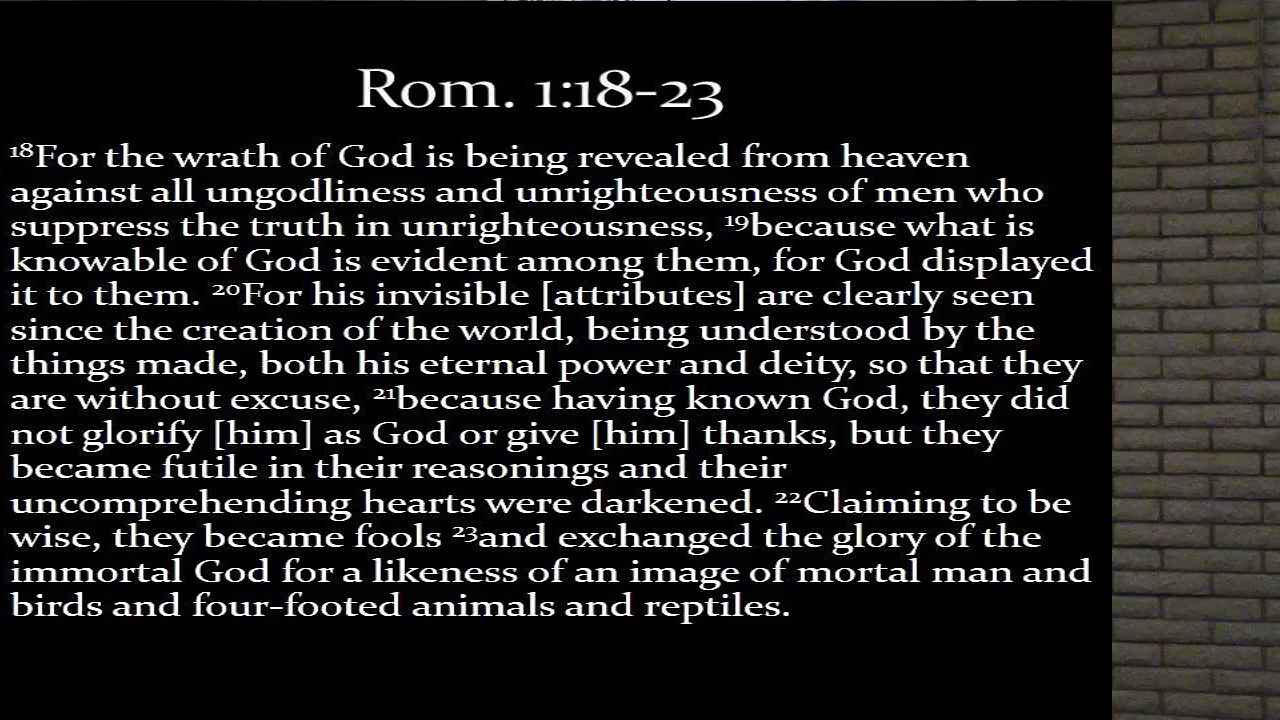 Rom. 1:18-23
¹⁸For the wrath of God is being revealed from heaven
against all ungodliness and unrighteousness of men who
suppress the truth in unrighteousness, ¹⁹because what is
knowable of God is evident among them, for God displayed
it to them. ²⁰For his invisible [attributes] are clearly seen
since the creation of the world, being understood by the
things made, both his eternal power and deity, so that they
are without excuse, ²¹because having known God, they did
not glorify [him] as God or give [him] thanks, but they
became futile in their reasonings and their
uncomprehending hearts were darkened. ²²Claiming to be
wise, they became fools ²³and exchanged the glory of the
immortal God for a likeness of an image of mortal man and
birds and four-footed animals and reptiles.